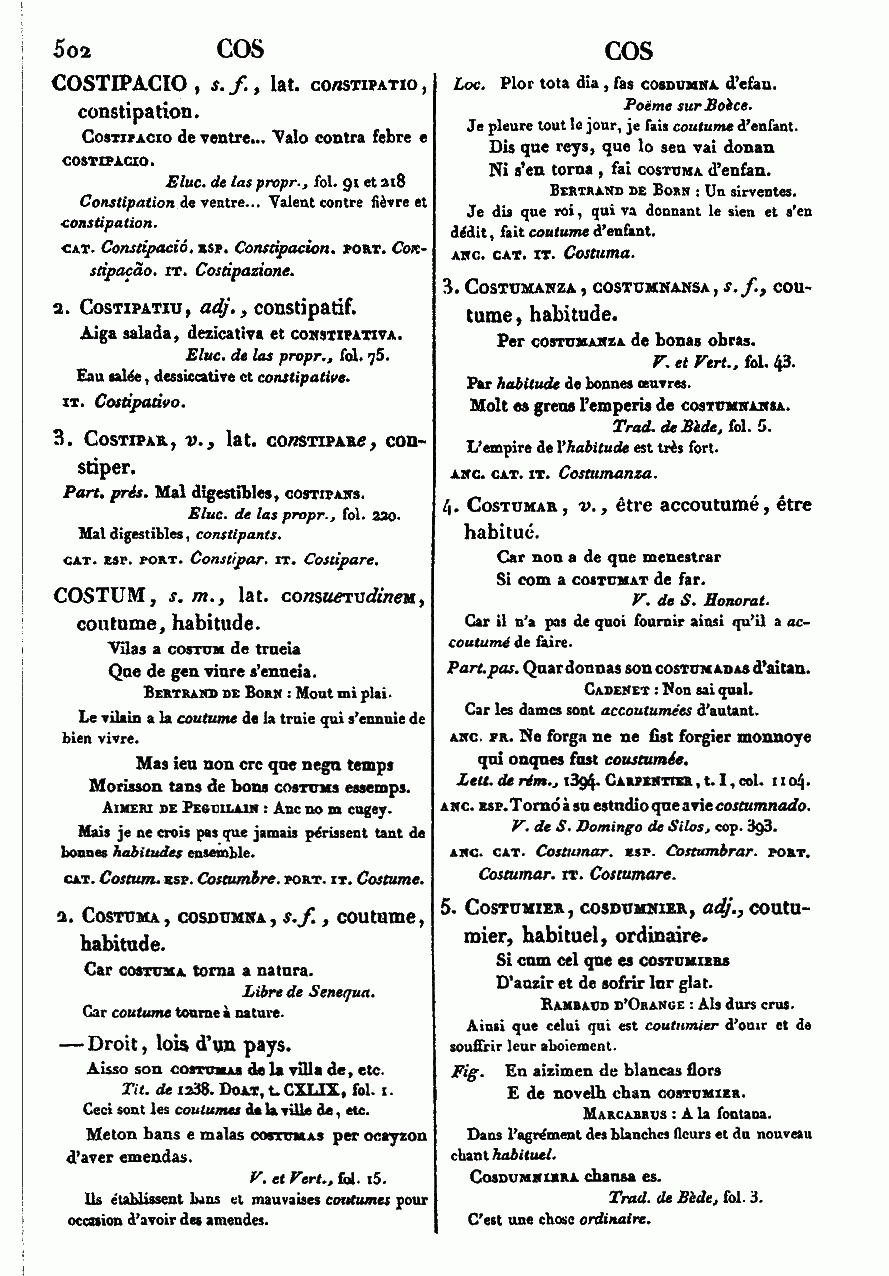 502 COS COS
COSTIPACIO, s. f., lat. CONSTIPATIO,
constipation.
COSTIPACIO de ventre... Valo contra febre e
COSTIPACIO.
Eluc. de las propr., fol. 91 et 218
Constipation de ventre... Valent contre fièvre et
constipation.
CAT. Constipació. ESP. Constipacion. PORT. Con-
stipação. IT. Costipazione.
2. COSTIPATIU, adj., constipatif.
Aiga salada, dezicativa et CONSTIPATIVA.
Eluc. de las propr., fol. 75.
Eau salée, dessiccative et constipative.
IT. Costipativo.
3. COSTIPAR, v., lat. CONSTIPARe, con-
stiper.
Part. prés. Mal digestibles, COSTIPANS.
Eluc. de las propr., fol. 220.
Mal digestibles, constipants.
CAT. ESP. PORT. Constipar. IT. Costipare.
COSTUM, s. m., lat. consueTUdineM,
coutume, habitude.
Vilas a COSTUM de trueia
Que de gen viure s'enneia.
BERTRAND DE BORN : Mout mi plai.
Le vilain a la coutume de la truie qui s'ennuie de
bien vivre.
Mas ieu non cre que negu temps
Morisson tans de bons COSTUMS essemps.
AIMERI DE PEGUILAIN : Anc no m cugey.
Mais je ne crois pas que jamais périssent tant de
bonnes habitudes ensemble.
CAT. Costum. ESP. Costumbre. PORT. IT. Costume.
2. COSTUMA, COSDUMNA, s. f., coutume,
habitude.
Car COSTUMA torna a natura.
Libre de Senequa.
Car coutume tourne à nature.
— Droit, lois d'un pays.
Aisso son COSTUMAS de la villa de, etc.
Tit. de 1238. DOAT, t. CXLIX, fol. 1.
Ceci sont les coutumes de la ville de, etc.
Meton bans e malas COSTUMAS per ocayzon
d'aver emendas.
V. et Vert., fol. 15.
Ils établissent bans et mauvaises coutumes pour
occasion d'avoir des amendes.
Loc. Plor tota dia, fas COSDUMNA d'efan.
Poëme sur Boèce.
Je pleure tout le jour, je fais coutume d'enfant.
Dis que reys, que lo sen vai donan
Ni s'en torna, fai COSTUMA d'enfan.
BERTRAND DE BORN : Un sirventes.
Je dis que roi, qui va donnant le sien et s'en
dédit, fait coutume d'enfant.
ANC. CAT. IT. Costuma.
3. COSTUMANZA, COSTUMNANSA, s. f., cou-
tume, habitude.
Per COSTUMANZA de bonas obras.
V. et Vert., fol. 43.
Par habitude de bonnes œuvres.
Molt es greus l'emperis de COSTUMNANSA.
Trad. de Bède, fol. 5.
L'empire de l'habitude est très fort.
ANC. CAT. IT. Costumanza.
4. COSTUMAR, v., être accoutumé, être
habitué.
Car non a de que menestrar
Si com a COSTUMAT de far.
V. de S. Honorat.
Car il n'a pas de quoi fournir ainsi qu'il a ac-
coutumé de faire.
Part. pas. Quar donnas son COSTUMADAS d'aitan.
CADENET : Non sai qual.
Car les dames sont accoutumées d'autant.
ANC. FR. Ne forga ne ne fist forgier monnoye
qui onques fust coustumée.
Lett. de rém., 1394. CARPENTIER, t. I, col. 1104.
ANC. ESP. Tornó à su estudio que avie costumnado.
V. de S. Domingo de Silos, cop. 393.
ANC. CAT. Costumar. ESP. Costumbrar. PORT.
Costumar. IT. Costumare.
5. COSTUMIER, COSDUMNIER, adj., coutu-
mier, habituel, ordinaire.
Si cum cel que es COSTUMIERS
D'auzir et de sofrir lur glat.
RAMBAUD D'ORANGE : Als durs crus.
Ainsi que celui qui est coutumier d'ouir et de
souffrir leur aboiement.
Fig. En aizimen de blancas flors
E de novelh chan COSTUMIER.
MARCABRUS : A la fontana.
Dans l'agrément des blanches fleurs et du nouveau
chant habituel.
COSDUMNIERA chausa es.
Trad. de Bède, fol. 3.
C'est une chose ordinaire.